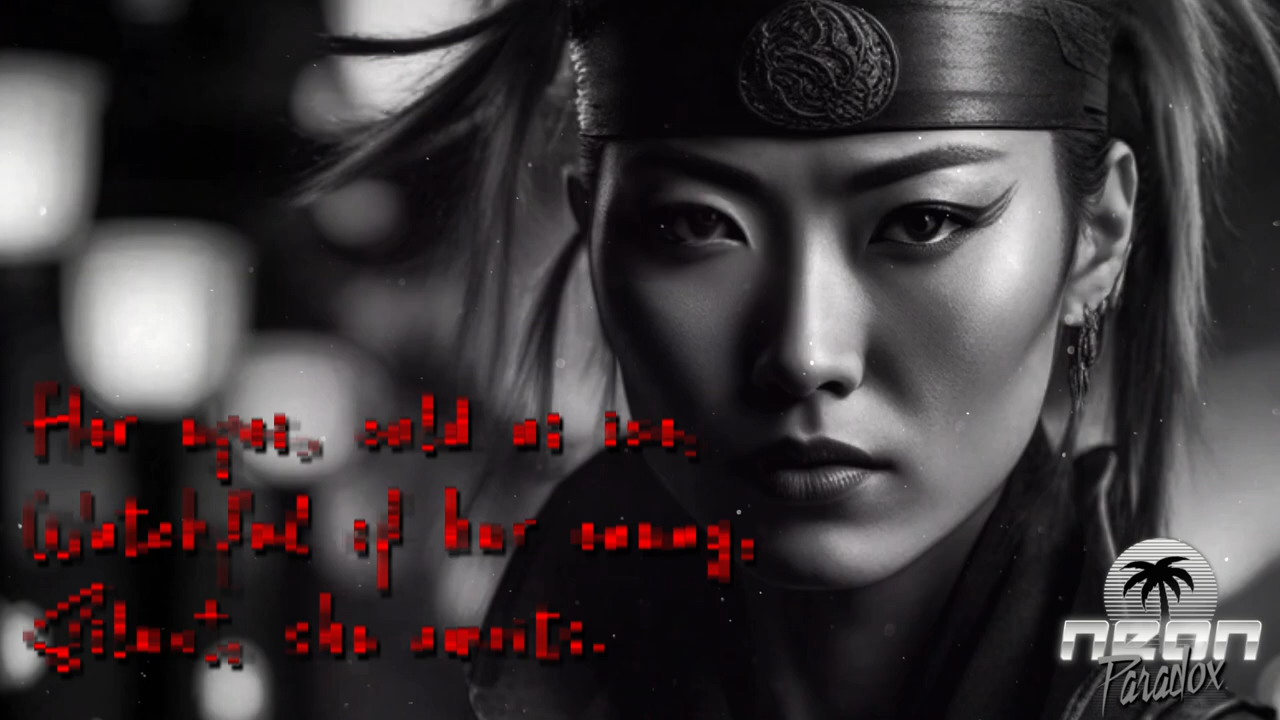 Her eyes, cold as ice,
Watchful of her enemy.
Silent she awaits.
neon
Paradox